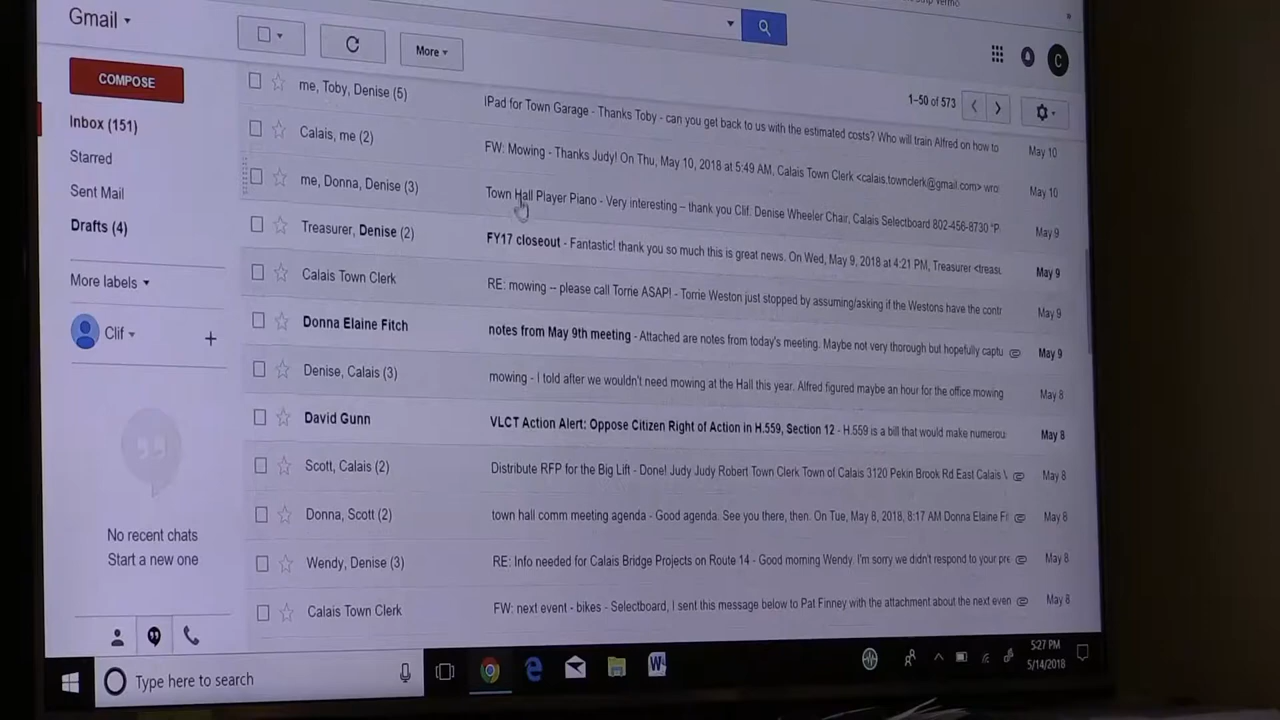 Gmail
More
COMPOSE
1–50 of 573
C
Inbox (151)
Starred
Sent Mail
Drafts (4)
More labels
Clif
+
No recent chats
Start a new one
me, Toby, Denise (5) IPad for Town Garage - Thanks Toby - can you get back to us with the estimated costs? Who will train Alfred on how to May 10
Calais, me (2) FW: Mowing - Thanks Judy! On Thu, May 10, 2018 at 5:49 AM, Calais Town Clerk <calais.townclerk@gmail.com> wro May 10
me, Donna, Denise (3) Town Hall Player Piano - Very interesting – thank you Clif. Denise Wheeler Chair, Calais Selectboard 802-456-8730 "P May 9
Treasurer, Denise (2) FY17 closeout - Fantastic! thank you so much this is great news. On Wed, May 9, 2018 at 4:21 PM, Treasurer <treasu May 9
Calais Town Clerk RE: mowing -- please call Torrie ASAP! - Torrie Weston just stopped by assuming/asking if the Westons have the contr May 9
Donna Elaine Fitch notes from May 9th meeting - Attached are notes from today's meeting. Maybe not very thorough but hopefully captu May 9
Denise, Calais (3) mowing - I told after we wouldn't need mowing at the Hall this year. Alfred figured maybe an hour for the office mowing May 8
David Gunn VLCT Action Alert: Oppose Citizen Right of Action in H.559, Section 12 - H.559 is a bill that would make numerou May 8
Scott, Calais (2) Distribute RFP for the Big Lift - Done! Judy Judy Robert Town Clerk Town of Calais 3120 Pekin Brook Rd East Calais May 8
Donna, Scott (2) town hall comm meeting agenda - Good agenda. See you there, then. On Tue, May 8, 2018, 8:17 AM Donna Elaine Fi May 8
Wendy, Denise (3) RE: Info needed for Calais Bridge Projects on Route 14 - Good morning Wendy. I'm sorry we didn't respond to your pre May 8
Calais Town Clerk FW: next event - bikes - Selectboard, I sent this message below to Pat Finney with the attachment about the next even May 8
Type here to search
5:27 PM
5/14/2018